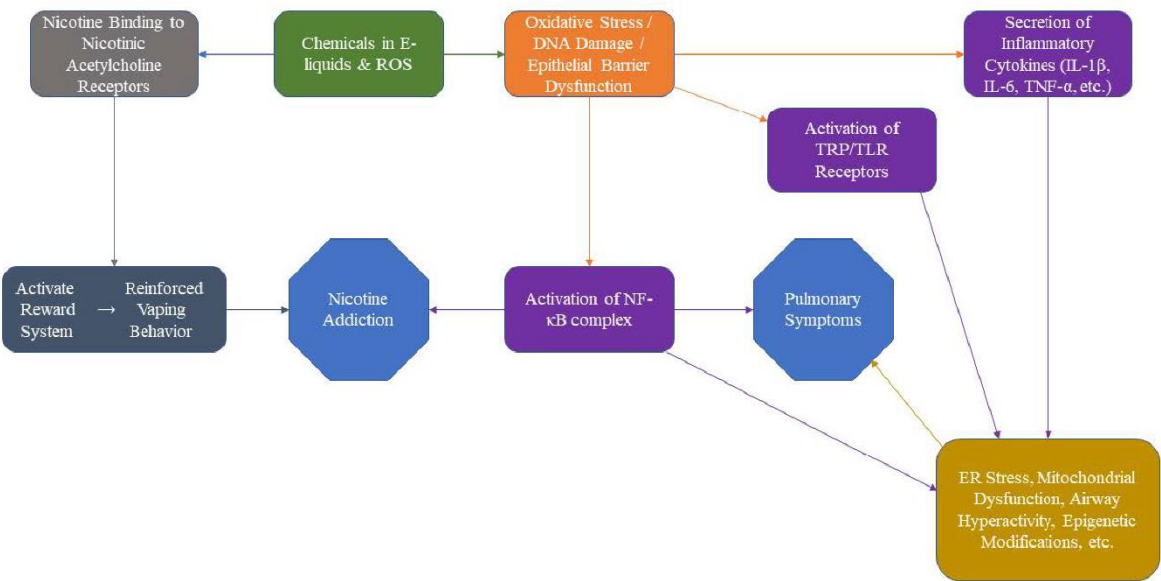 Nicotine Binding to
Nicotinic
Acetylcholine
Receptors
Chemicals in E-
liquids & ROS
Oxidative Stress /
DNA Damage /
Epithelial Barrier
Dysfunction
Secretion of
Inflammatory
Cytokines (IL-1β,
IL-6, TNF-α, etc.)
Activation of
TRP/TLR
Receptors
Activate
Reward
System
→
Reinforced
Vaping
Behavior
Nicotine
Addiction
Activation of NF-
κB complex
Pulmonary
Symptoms
ER Stress, Mitochondrial
Dysfunction, Airway
Hyperactivity, Epigenetic
Modifications, etc.